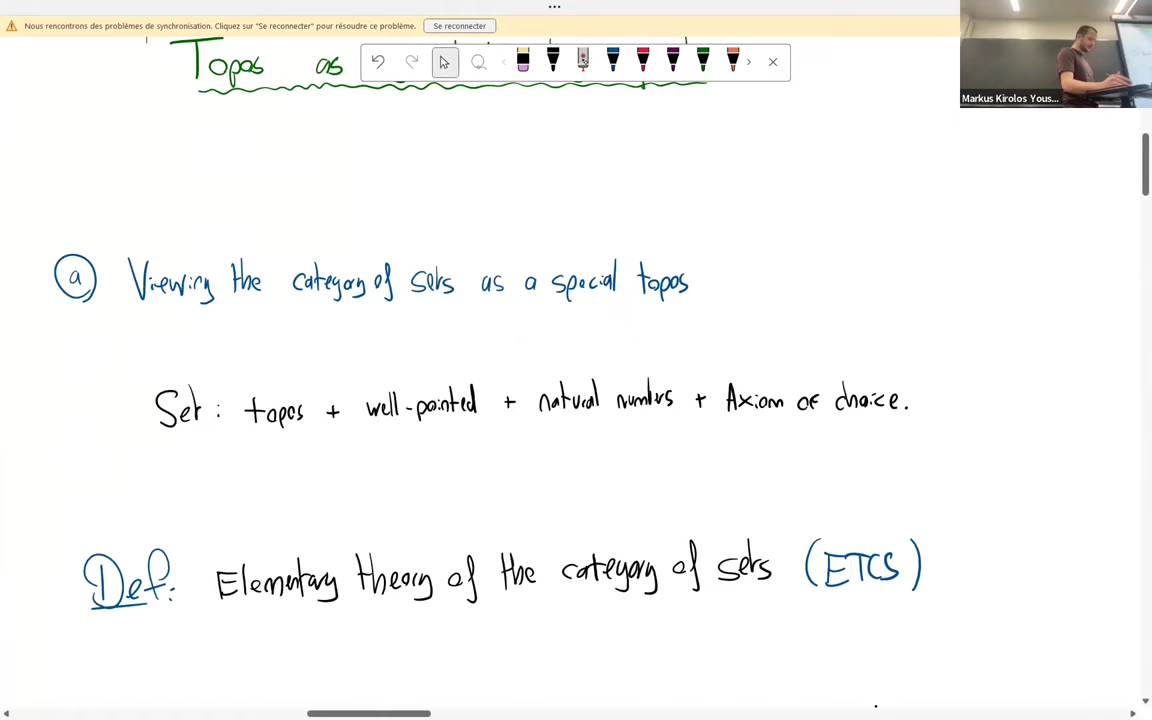 Nous rencontrons des problèmes de synchronisation. Cliquez sur "Se reconnecter" pour résoudre ce problème. Se reconnecter
Topos as
Markus Kirolos Yous...
a Viewing the category of sets as a special topos
Set : topos + well-pointed + natural numbers + Axiom of choice.
Def: Elementary theory of the category of sets (ETCS)